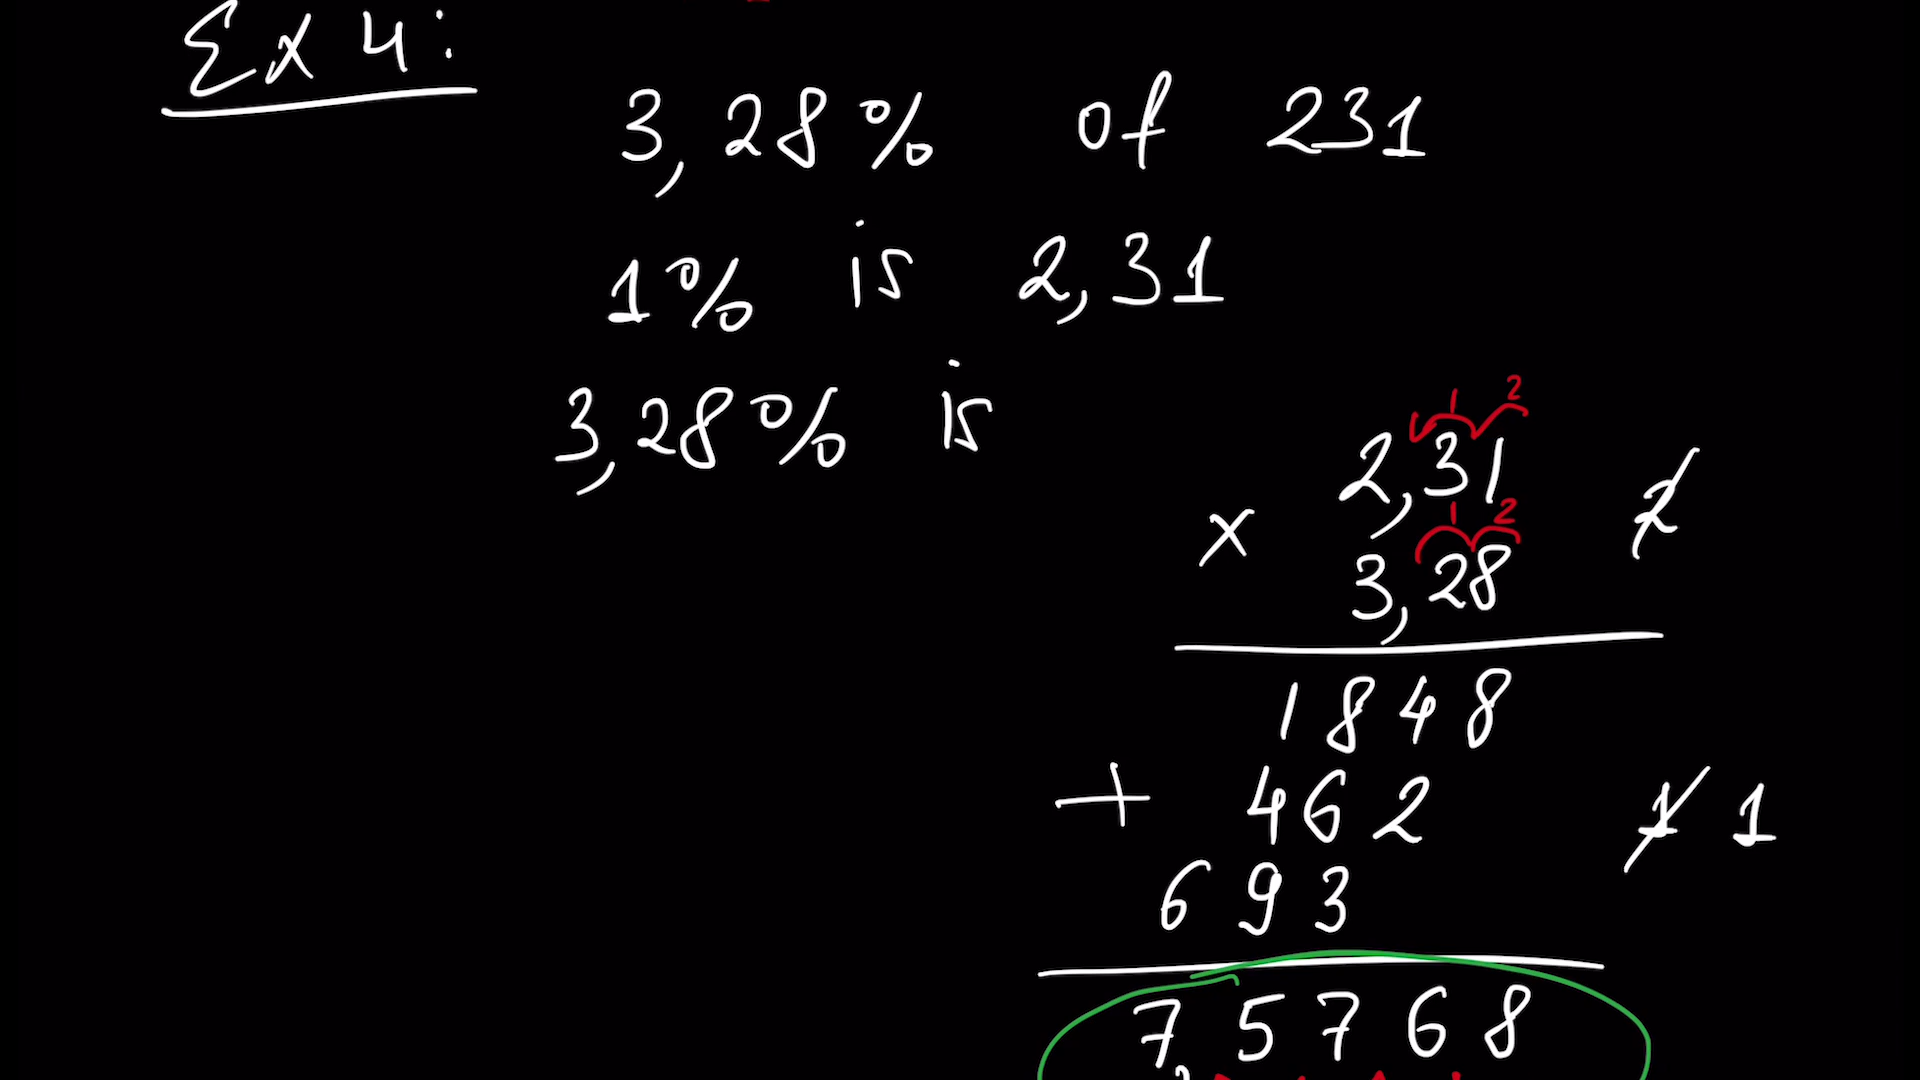 Ex 4:
3,28% of 231
1% is 2,31
3,28% is
1 2
2,31 2
1 2
x 3,28
1848
+ 462 1 1
693
7,5768